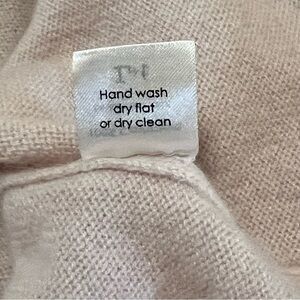 Hand wash
dry flat
or dry clean